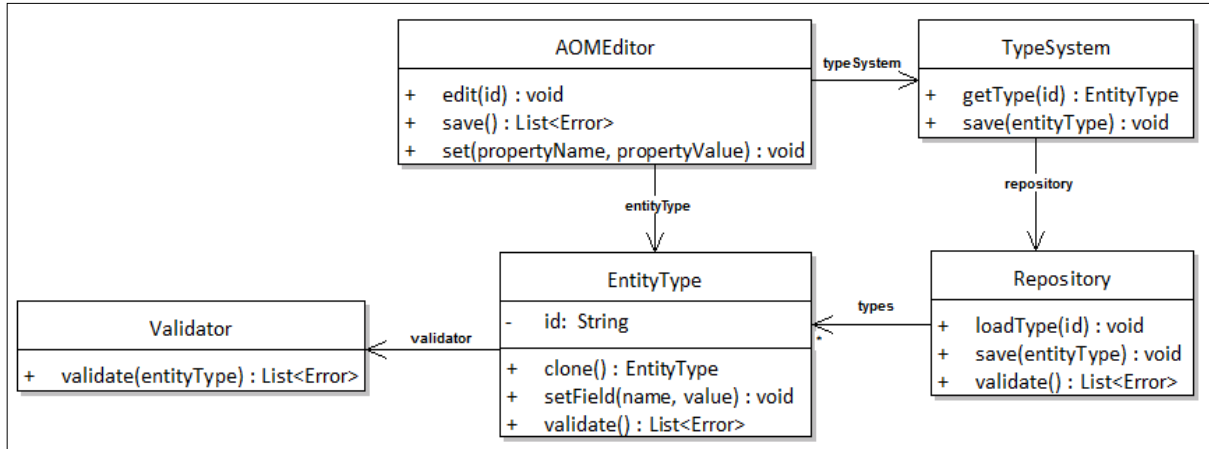 AOMEditor
+ edit(id) : void
+ save() : List<Error>
+ set(propertyName, propertyValue) : void
typeSystem
TypeSystem
+ getType(id) : EntityType
+ save(entityType) : void
entityType
repository
EntityType
- id: String
+ clone() : EntityType
+ setField(name, value) : void
+ validate() : List<Error>
types
*
Repository
+ loadType(id) : void
+ save(entityType) : void
+ validate() : List<Error>
validator
Validator
+ validate(entityType) : List<Error>